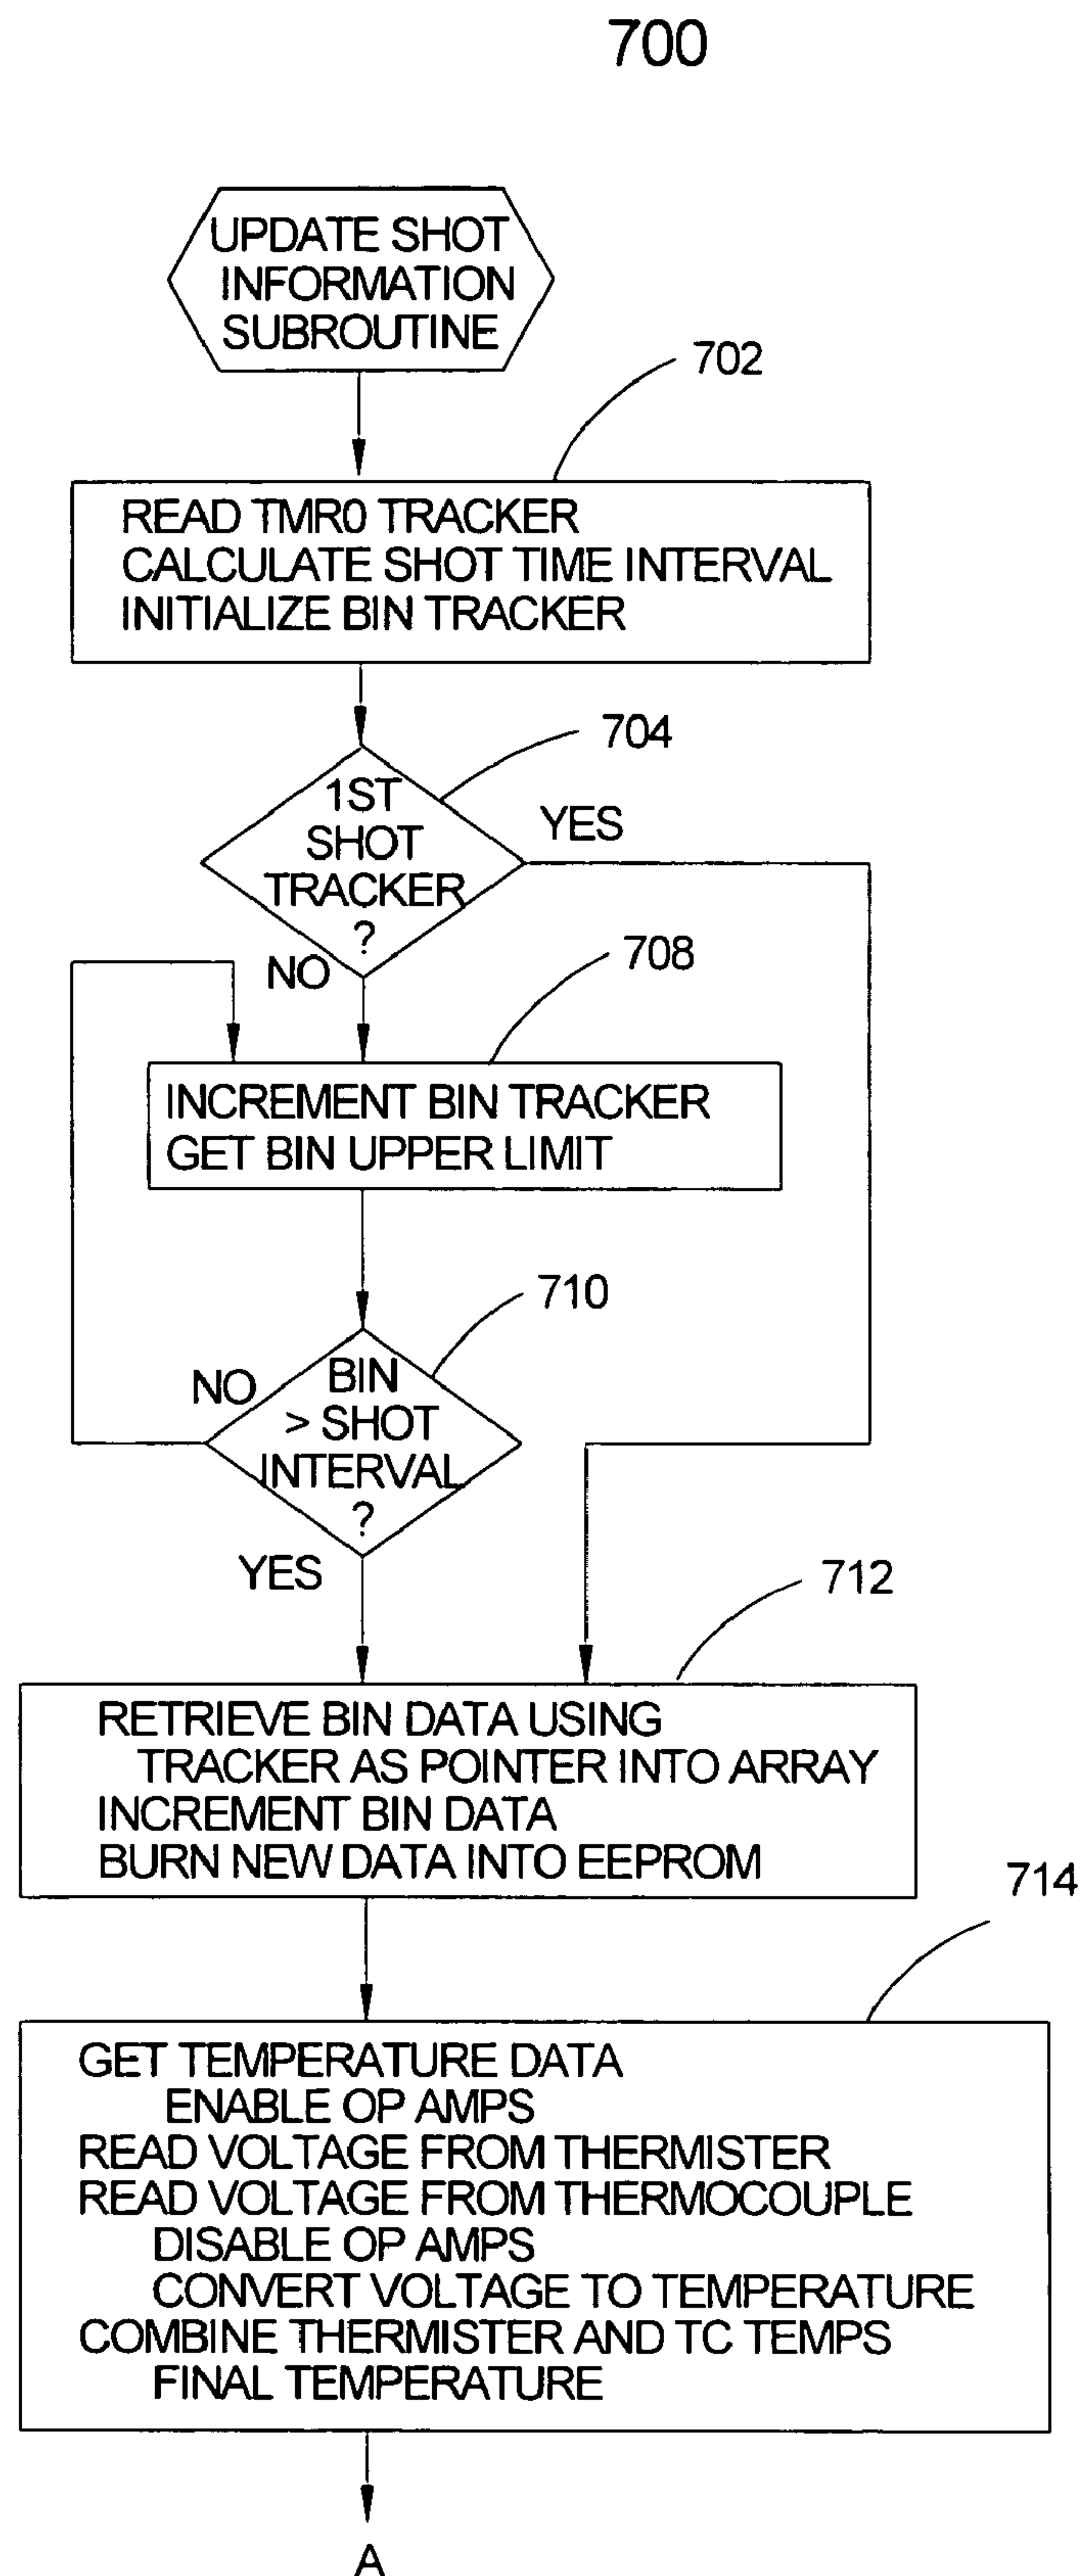 700
UPDATE SHOT
INFORMATION
SUBROUTINE
702
READ TMR0 TRACKER
CALCULATE SHOT TIME INTERVAL
INITIALIZE BIN TRACKER
704
1ST
SHOT
TRACKER
?
YES
NO
708
INCREMENT BIN TRACKER
GET BIN UPPER LIMIT
710
NO
BIN
> SHOT
INTERVAL
?
YES
712
RETRIEVE BIN DATA USING
TRACKER AS POINTER INTO ARRAY
INCREMENT BIN DATA
BURN NEW DATA INTO EEPROM
714
GET TEMPERATURE DATA
ENABLE OP AMPS
READ VOLTAGE FROM THERMISTER
READ VOLTAGE FROM THERMOCOUPLE
DISABLE OP AMPS
CONVERT VOLTAGE TO TEMPERATURE
COMBINE THERMISTER AND TC TEMPS
FINAL TEMPERATURE
A